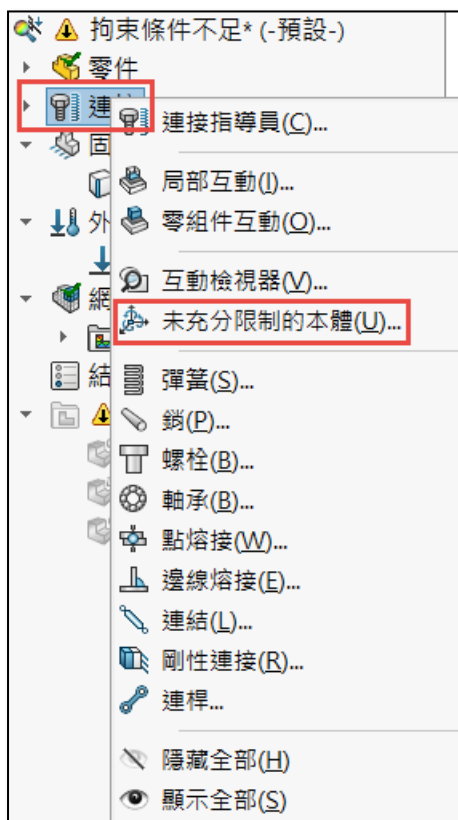 拘束條件不足* (-預設-)
零件
連
連接指導員(C)...
固
局部互動(I)...
外
零組件互動(O)...
互動檢視器(V)...
網
未充分限制的本體(U)...
結
彈簧(S)...
銷(P)...
螺栓(B)...
軸承(B)...
點熔接(W)...
邊線熔接(E)...
連結(L)...
剛性連接(R)...
連桿...
隱藏全部(H)
顯示全部(S)